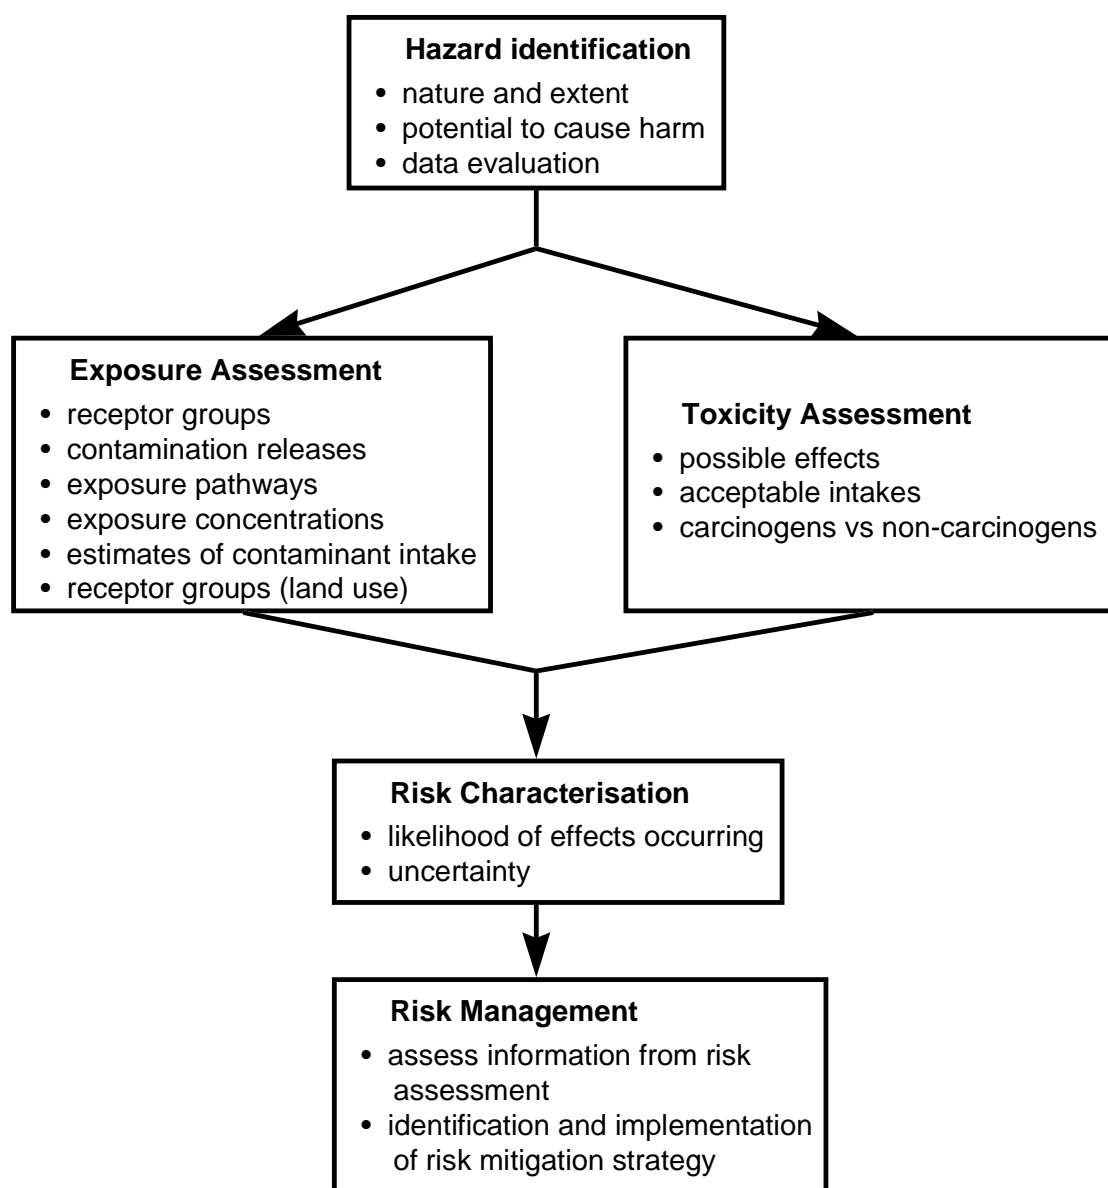 Hazard identification
• nature and extent
• potential to cause harm
• data evaluation
Exposure Assessment
• receptor groups
• contamination releases
• exposure pathways
• exposure concentrations
• estimates of contaminant intake
• receptor groups (land use)
Toxicity Assessment
• possible effects
• acceptable intakes
• carcinogens vs non-carcinogens
Risk Characterisation
• likelihood of effects occurring
• uncertainty
Risk Management
• assess information from risk
assessment
• identification and implementation
of risk mitigation strategy